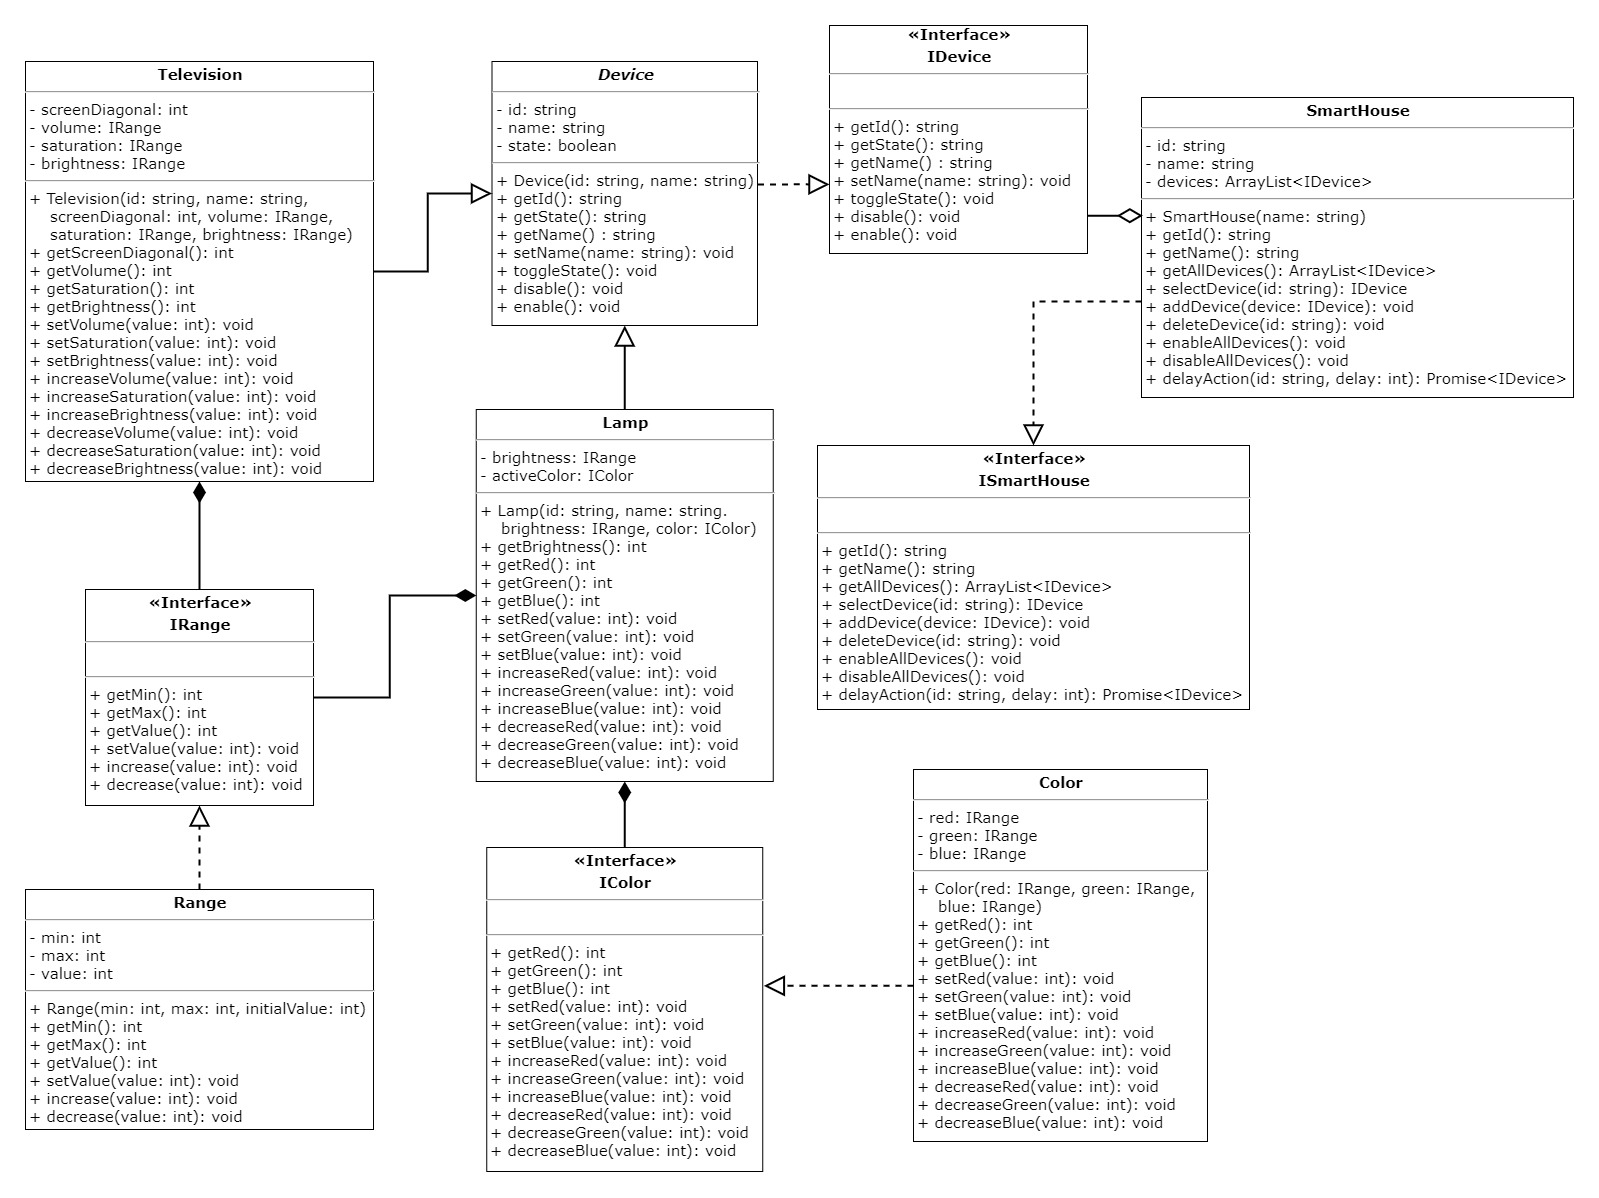 Television
- screenDiagonal: int
- volume: IRange
- saturation: IRange
- brightness: IRange
+ Television(id: string, name: string,
screenDiagonal: int, volume: IRange,
saturation: IRange, brightness: IRange)
+ getScreenDiagonal(): int
+ getVolume(): int
+ getSaturation(): int
+ getBrightness(): int
+ setVolume(value: int): void
+ setSaturation(value: int): void
+ setBrightness(value: int): void
+ increaseVolume(value: int): void
+ increaseSaturation(value: int): void
+ increaseBrightness(value: int): void
+ decreaseVolume(value: int): void
+ decreaseSaturation(value: int): void
+ decreaseBrightness(value: int): void
Device
- id: string
- name: string
- state: boolean
+ Device(id: string, name: string)
+ getId(): string
+ getState(): string
+ getName() : string
+ setName(name: string): void
+ toggleState(): void
+ disable(): void
+ enable(): void
«Interface»
IDevice
+ getId(): string
+ getState(): string
+ getName() : string
+ setName(name: string): void
+ toggleState(): void
+ disable(): void
+ enable(): void
SmartHouse
- id: string
- name: string
- devices: ArrayList<IDevice>
+ SmartHouse(name: string)
+ getId(): string
+ getName(): string
+ getAllDevices(): ArrayList<IDevice>
+ selectDevice(id: string): IDevice
+ addDevice(device: IDevice): void
+ deleteDevice(id: string): void
+ enableAllDevices(): void
+ disableAllDevices(): void
+ delayAction(id: string, delay: int): Promise<IDevice>
Lamp
- brightness: IRange
- activeColor: IColor
+ Lamp(id: string, name: string.
brightness: IRange, color: IColor)
+ getBrightness(): int
+ getRed(): int
+ getGreen(): int
+ getBlue(): int
+ setRed(value: int): void
+ setGreen(value: int): void
+ setBlue(value: int): void
+ increaseRed(value: int): void
+ increaseGreen(value: int): void
+ increaseBlue(value: int): void
+ decreaseRed(value: int): void
+ decreaseGreen(value: int): void
+ decreaseBlue(value: int): void
«Interface»
ISmartHouse
+ getId(): string
+ getName(): string
+ getAllDevices(): ArrayList<IDevice>
+ selectDevice(id: string): IDevice
+ addDevice(device: IDevice): void
+ deleteDevice(id: string): void
+ enableAllDevices(): void
+ disableAllDevices(): void
+ delayAction(id: string, delay: int): Promise<IDevice>
«Interface»
IRange
+ getMin(): int
+ getMax(): int
+ getValue(): int
+ setValue(value: int): void
+ increase(value: int): void
+ decrease(value: int): void
Range
- min: int
- max: int
- value: int
+ Range(min: int, max: int, initialValue: int)
+ getMin(): int
+ getMax(): int
+ getValue(): int
+ setValue(value: int): void
+ increase(value: int): void
+ decrease(value: int): void
«Interface»
IColor
+ getRed(): int
+ getGreen(): int
+ getBlue(): int
+ setRed(value: int): void
+ setGreen(value: int): void
+ setBlue(value: int): void
+ increaseRed(value: int): void
+ increaseGreen(value: int): void
+ increaseBlue(value: int): void
+ decreaseRed(value: int): void
+ decreaseGreen(value: int): void
+ decreaseBlue(value: int): void
Color
- red: IRange
- green: IRange
- blue: IRange
+ Color(red: IRange, green: IRange,
blue: IRange)
+ getRed(): int
+ getGreen(): int
+ getBlue(): int
+ setRed(value: int): void
+ setGreen(value: int): void
+ setBlue(value: int): void
+ increaseRed(value: int): void
+ increaseGreen(value: int): void
+ increaseBlue(value: int): void
+ decreaseRed(value: int): void
+ decreaseGreen(value: int): void
+ decreaseBlue(value: int): void